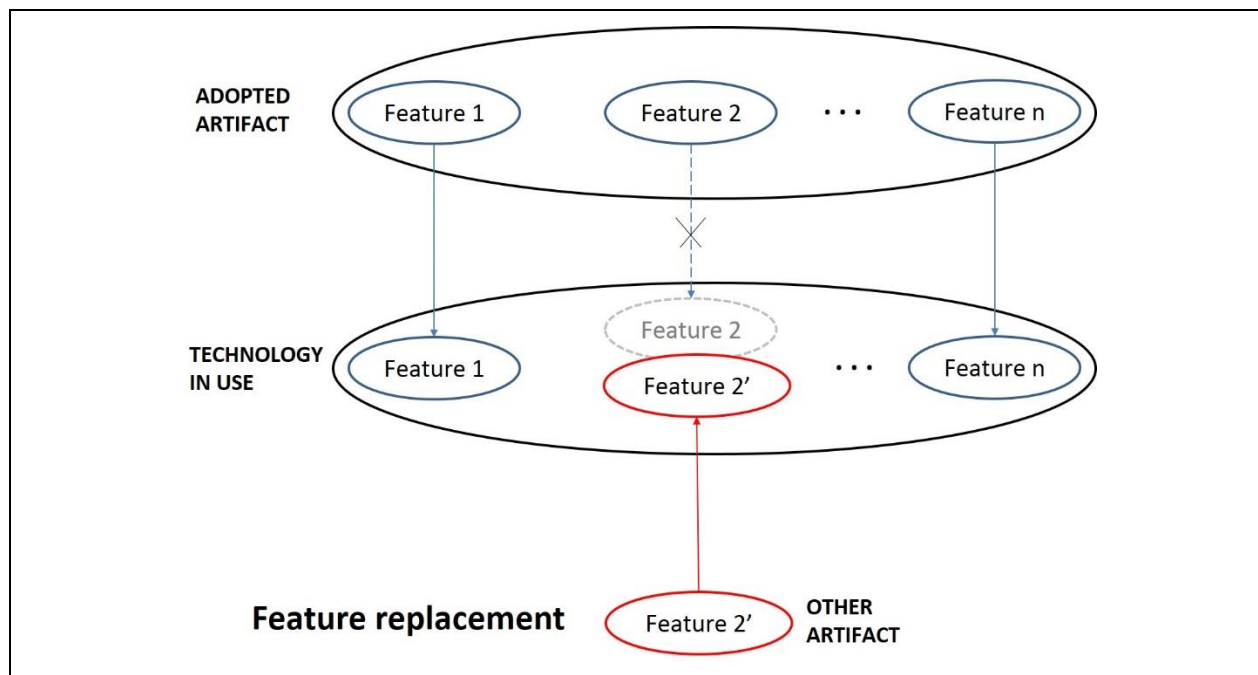 ADOPTED
ARTIFACT
Feature 1
Feature 2
• • •
Feature n
TECHNOLOGY
IN USE
Feature 1
Feature 2
Feature 2’
• • •
Feature n
Feature replacement
Feature 2’
OTHER
ARTIFACT